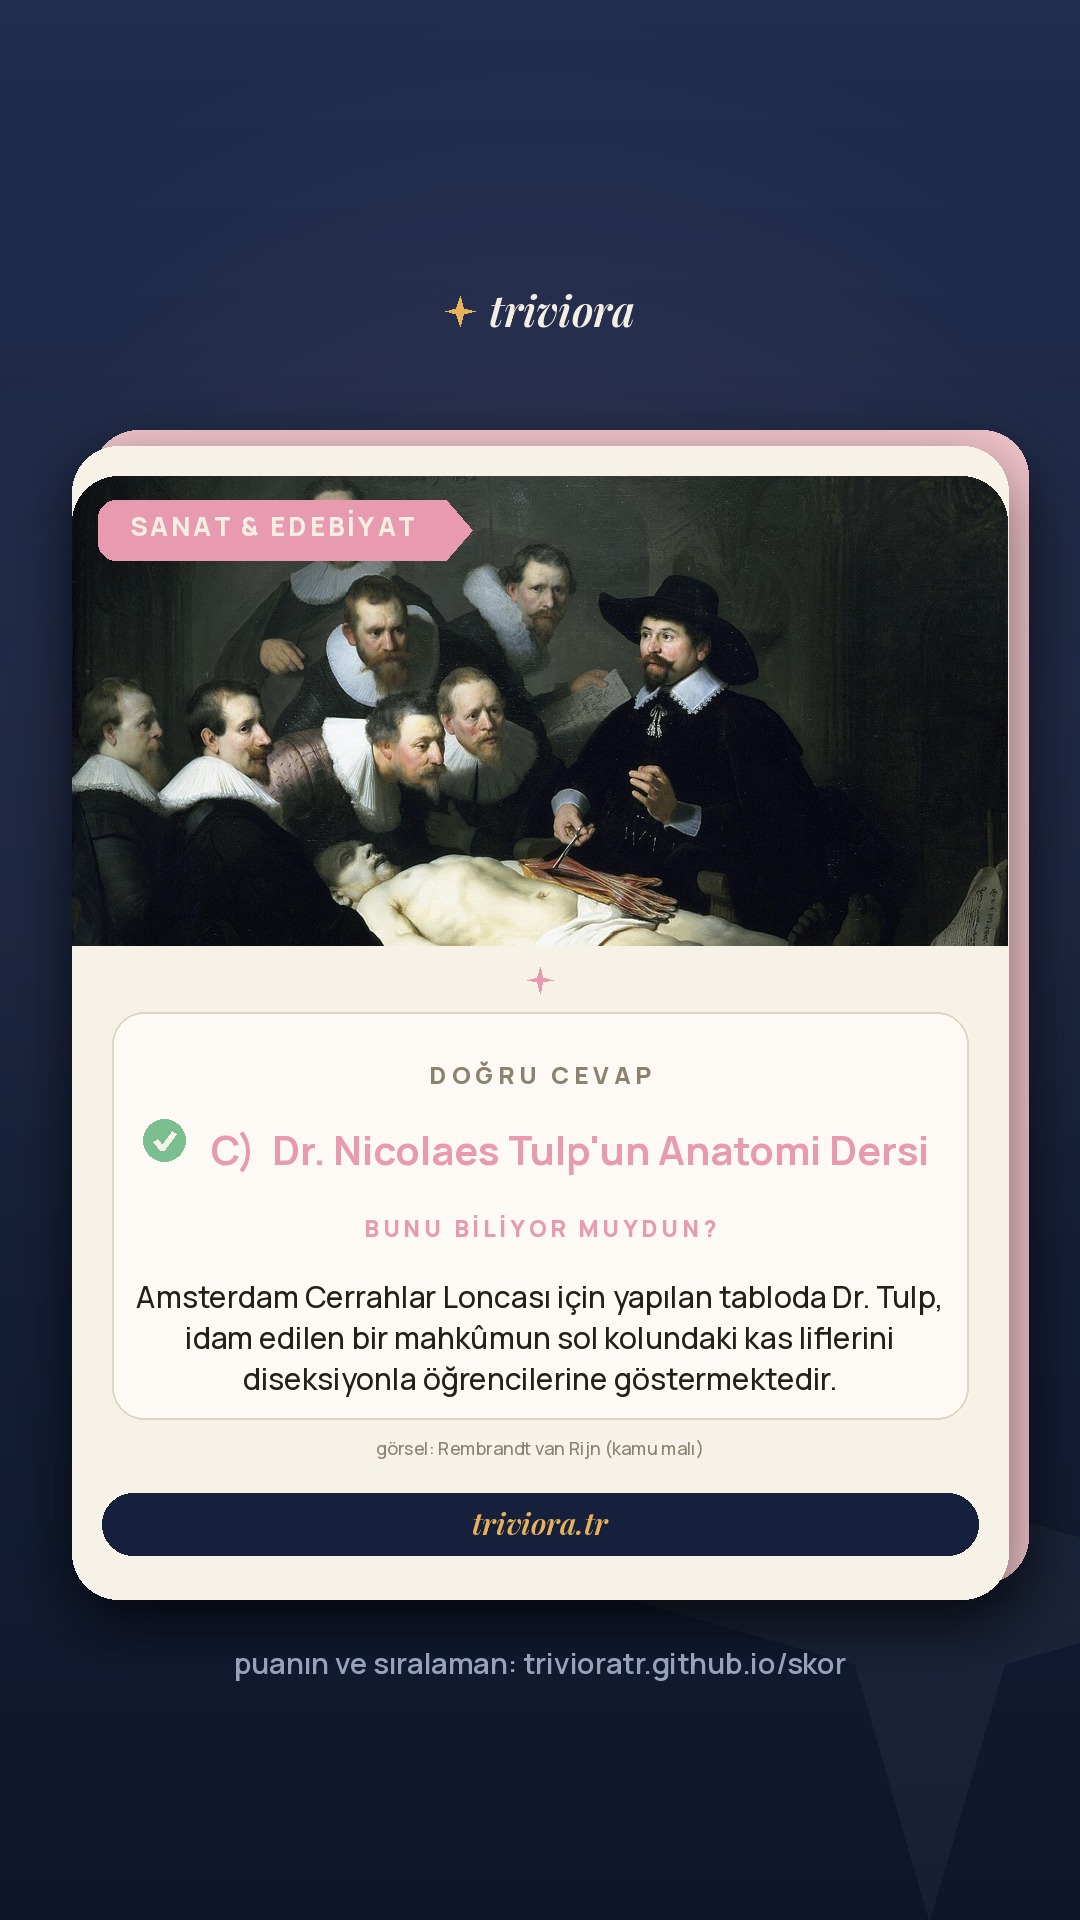 triviora
SANAT & EDEBİYAT
DOĞRU CEVAP
C) Dr. Nicolaes Tulp'un Anatomi Dersi
BUNU BİLİYOR MUYDUN?
Amsterdam Cerrahlar Loncası için yapılan tabloda Dr. Tulp,
idam edilen bir mahkûmun sol kolundaki kas liflerini
diseksiyonla öğrencilerine göstermektedir.
görsel: Rembrandt van Rijn (kamu malı)
triviora.tr
puanın ve sıralaman: trivioratr.github.io/skor